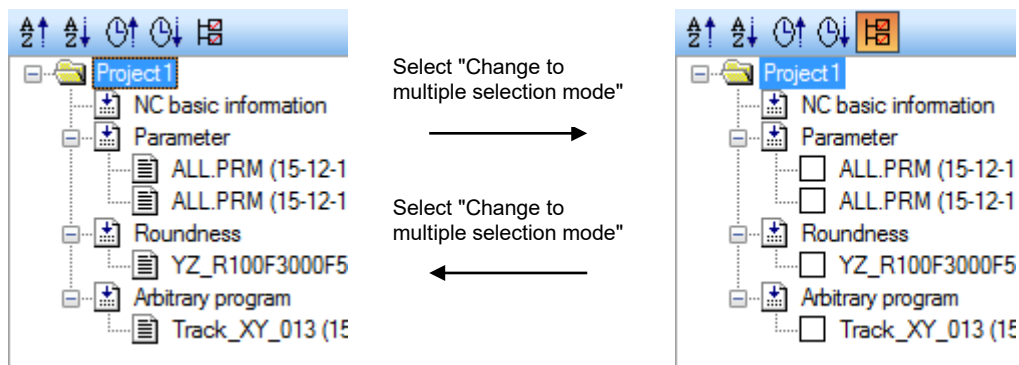 Project1
NC basic information
Parameter
ALL.PRM (15-12-1
ALL.PRM (15-12-1
Roundness
YZ_R100F3000F5
Arbitrary program
Track_XY_013 (15
Select "Change to
multiple selection mode"
Select "Change to
multiple selection mode"
Project1
NC basic information
Parameter
ALL.PRM (15-12-1
ALL.PRM (15-12-1
Roundness
YZ_R100F3000F5
Arbitrary program
Track_XY_013 (15